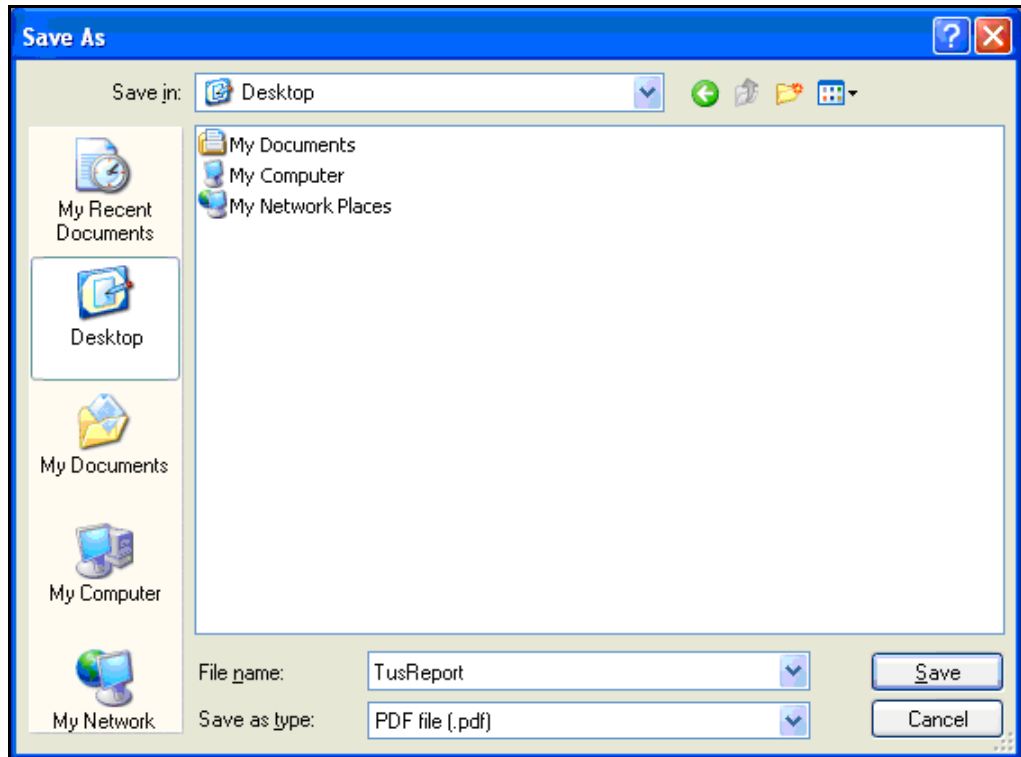 Save As
Save in:
Desktop
My Documents
My Computer
My Network Places
My Recent
Documents
Desktop
My Documents
My Computer
My Network
File name:
TusReport
Save
Save as type:
PDF file (.pdf)
Cancel